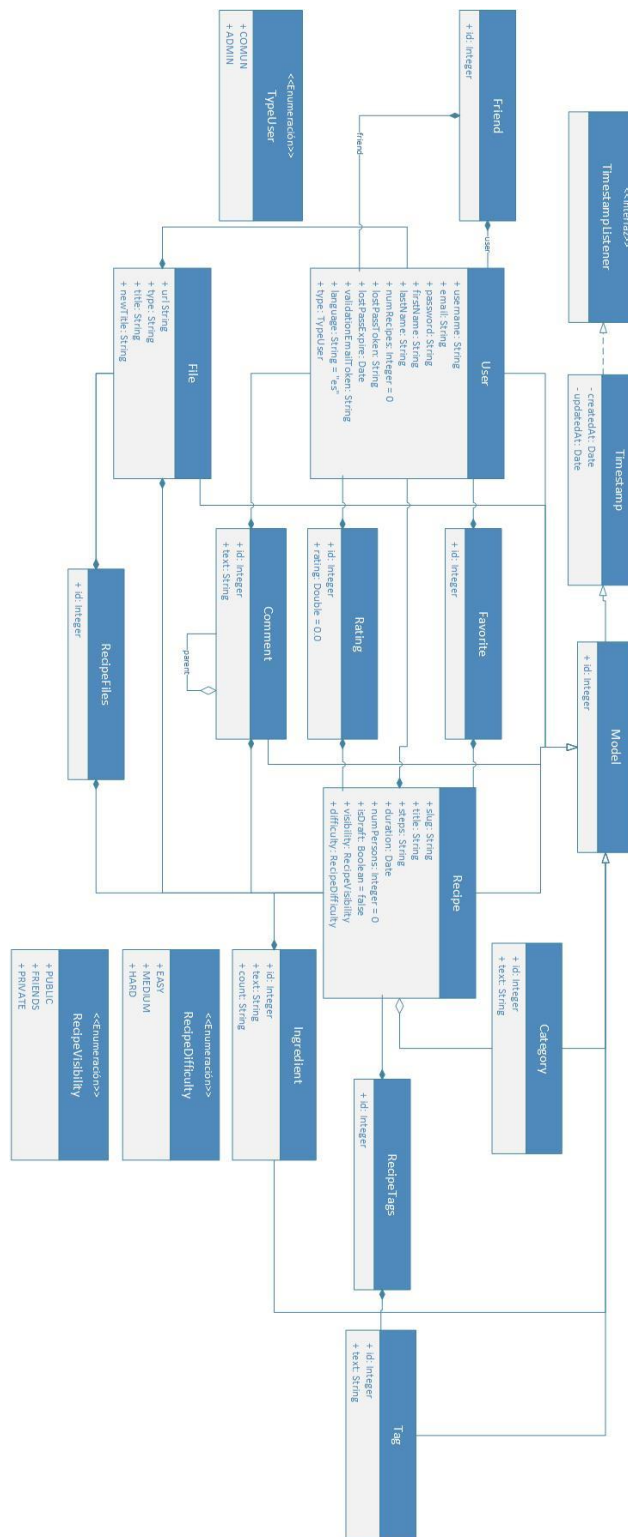 <<Interfaz>>
TimestampListener
Timestamp
- createdAt: Date
- updatedAt: Date
Model
+ id: Integer
Friend
+ id: Integer
user
friend
<<Enumeración>>
TypeUser
+ COMUN
+ ADMIN
User
+ username: String
+ email: String
+ password: String
+ firstName: String
+ lastName: String
+ numRecipes: Integer = 0
+ lostPassToken: String
+ lostPassExpire: Date
+ validationEmailToken: String
+ language: String = "es"
+ type: TypeUser
File
+ url String
+ type: String
+ title: String
+ newTitle: String
Favorite
+ id: Integer
Rating
+ id: Integer
+ rating: Double = 0.0
Comment
+ id: Integer
+ text: String
parent
RecipeFiles
+ id: Integer
Recipe
+ slug: String
+ title: String
+ steps: String
+ duration: Date
+ numPersons: Integer = 0
+ isDraft: Boolean = false
+ visibility: RecipeVisibility
+ difficulty: RecipeDifficulty
Category
+ id: Integer
+ text: String
Ingredient
+ id: Integer
+ text: String
+ count: String
<<Enumeración>>
RecipeDifficulty
+ EASY
+ MEDIUM
+ HARD
<<Enumeración>>
RecipeVisibility
+ PUBLIC
+ FRIENDS
+ PRIVATE
RecipeTags
+ id: Integer
Tag
+ id: Integer
+ text: String